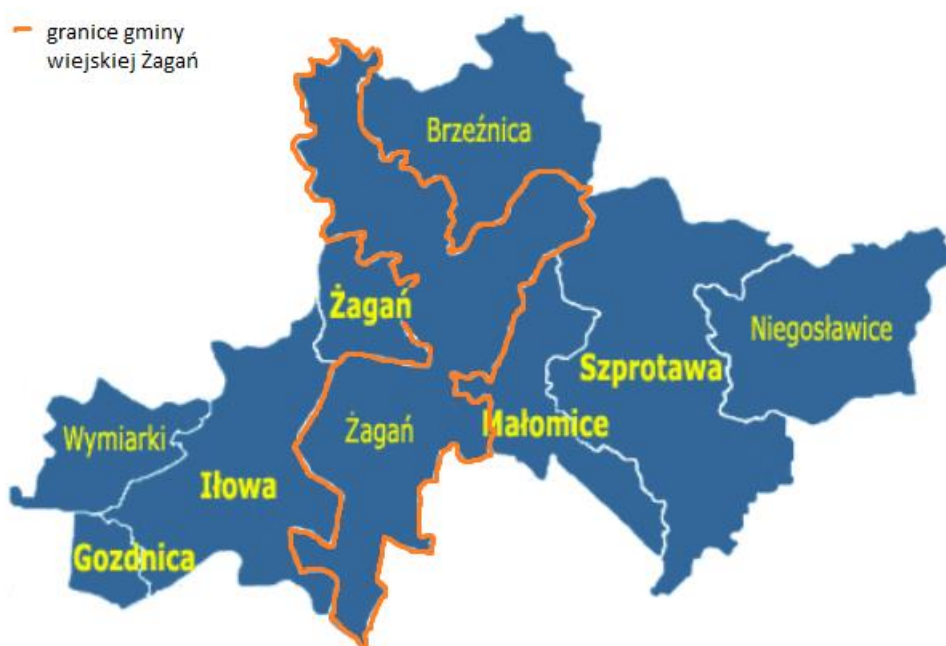 granice gminy
wiejskiej Żagań
Brzeźnica
Żagań
Niegosławice
Szprotawa
Żagań
Małomice
Wymiarki
Iłowa
Gozdnica